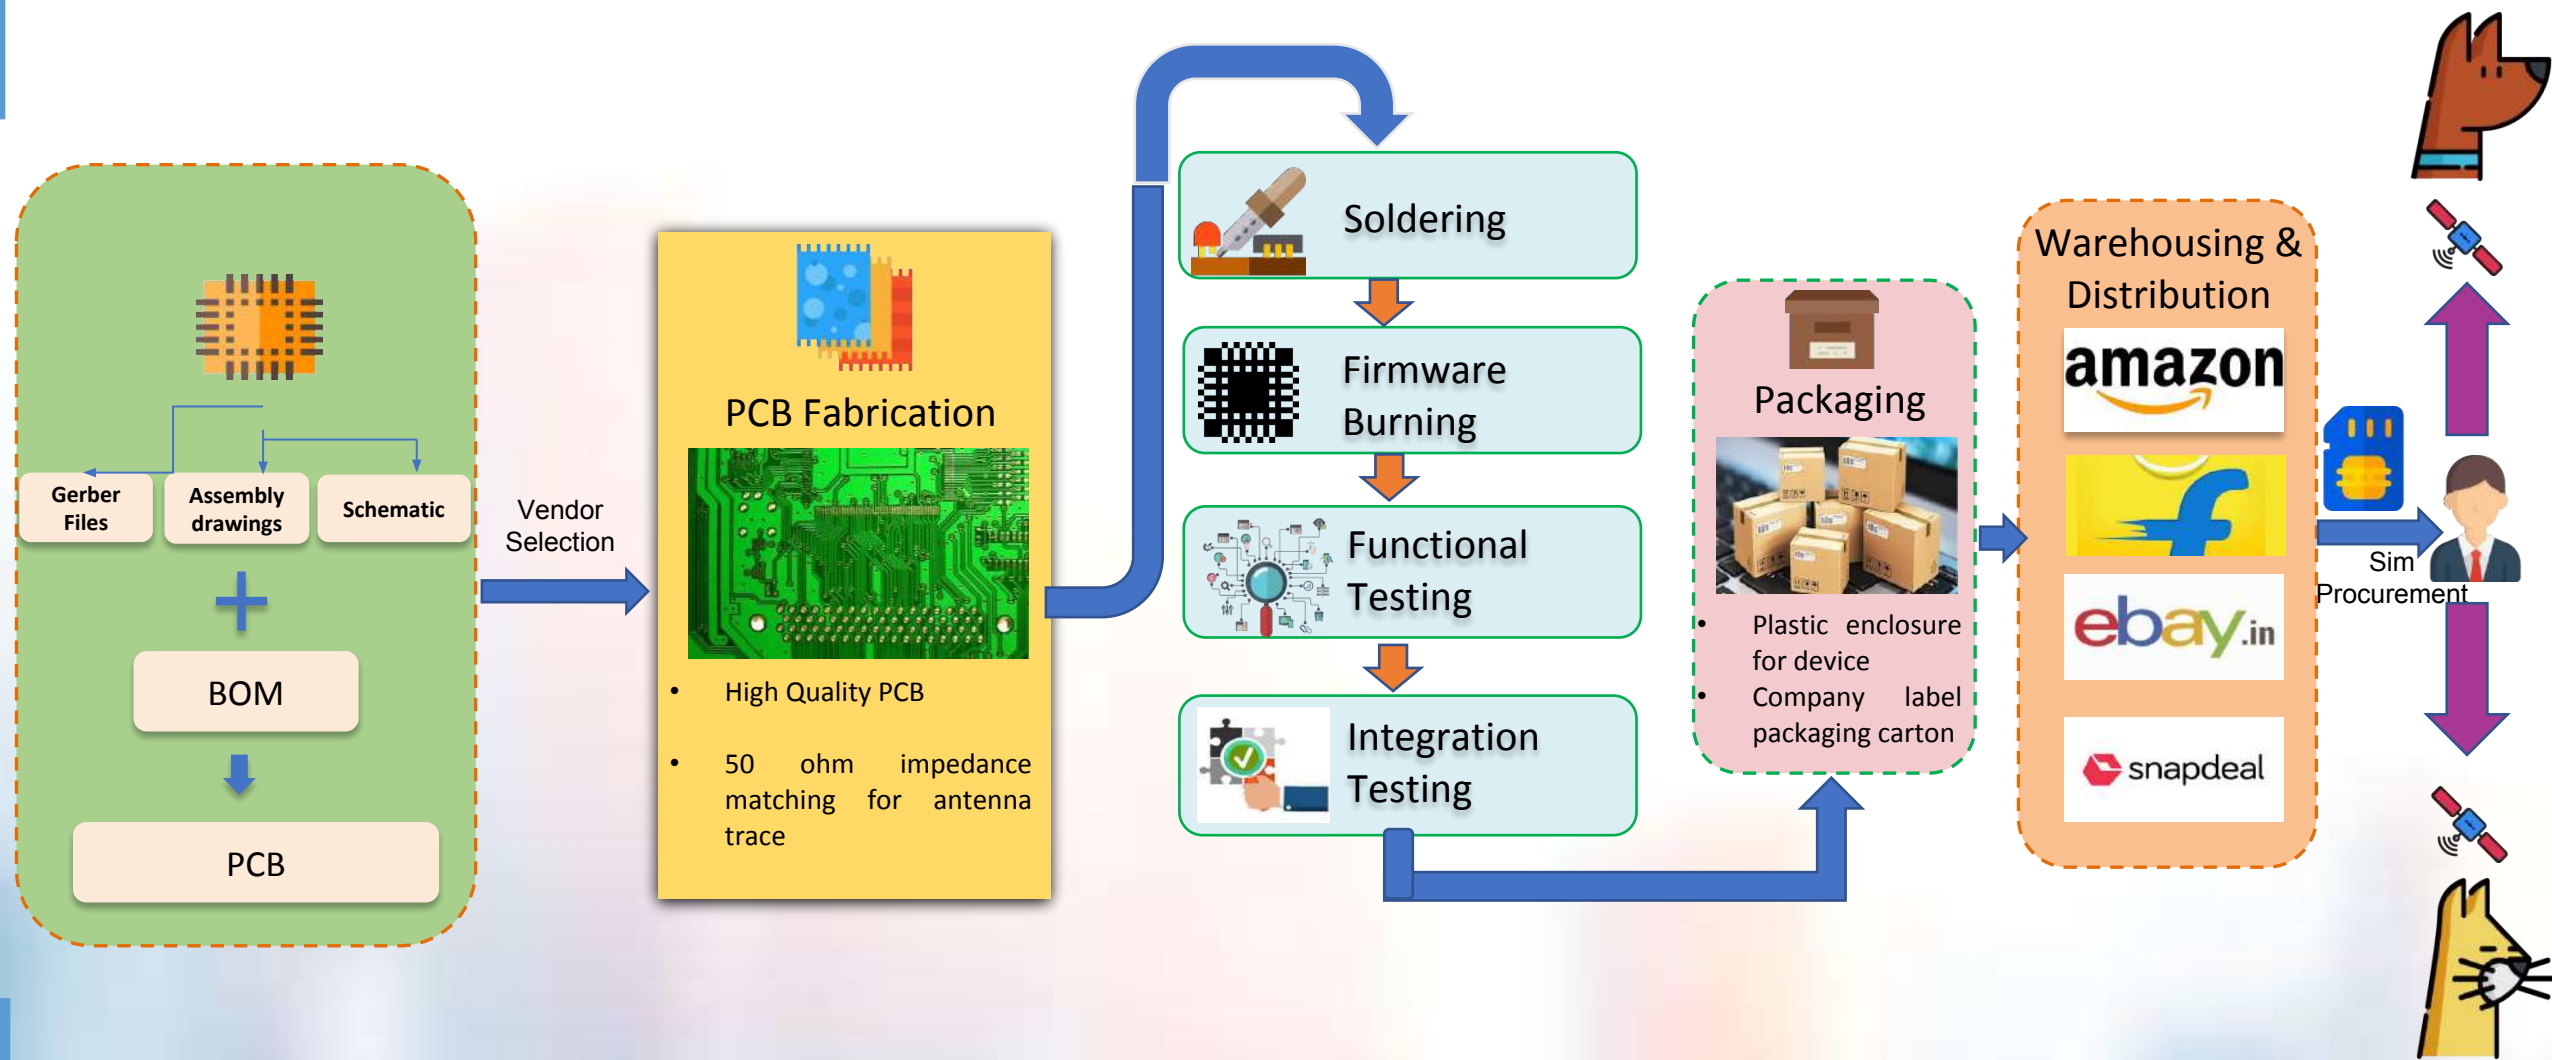 Gerber
Files
Assembly
drawings
Schematic
BOM
PCB
Vendor
Selection
PCB Fabrication
• High Quality PCB
• 50 ohm impedance
matching for antenna
trace
Soldering
Firmware
Burning
Functional
Testing
Integration
Testing
Packaging
• Plastic enclosure
for device
• Company label
packaging carton
Warehousing &
Distribution
amazon
ebay.in
snapdeal
Sim
Procurement